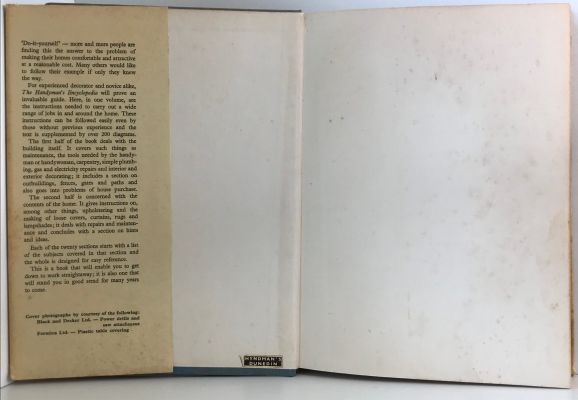 'Do-it-yourself' — more and more people are
finding this the answer to the problem of
making their homes comfortable and attractive
at a reasonable cost. Many others would like
to follow their example if only they knew
the way.
For experienced decorator and novice alike,
The Handyman's Encyclopedia will prove an
invaluable guide. Here, in one volume, are
the instructions needed to carry out a wide
range of jobs in and around the home. These
instructions can be followed easily even by
those without previous experience and the
text is supplemented by over 200 diagrams.
The first half of the book deals with the
building itself. It covers such things as
maintenance, the tools needed by the handy-
man or handywoman, carpentry, simple plumb-
ing, gas and electricity repairs and interior and
exterior decorating; it includes a section on
outbuildings, fences, gates and paths and
also goes into problems of house purchase.
The second half is concerned with the
contents of the home. It gives instructions on,
among other things, upholstering and the
making of loose covers, curtains, rugs and
lampshades; it deals with repairs and mainten-
ance and concludes with a section on hints
and ideas.
Each of the twenty sections starts with a list
of the subjects covered in that section and
the whole is designed for easy reference.
This is a book that will enable you to get
down to work straightaway; it is also one that
will stand you in good stead for many years
to come.
Cover photographs by courtesy of the following:
Black and Decker Ltd. — Power drills and
saw attachment
Formica Ltd. — Plastic table covering
HYNDMAN'S
DUNEDIN